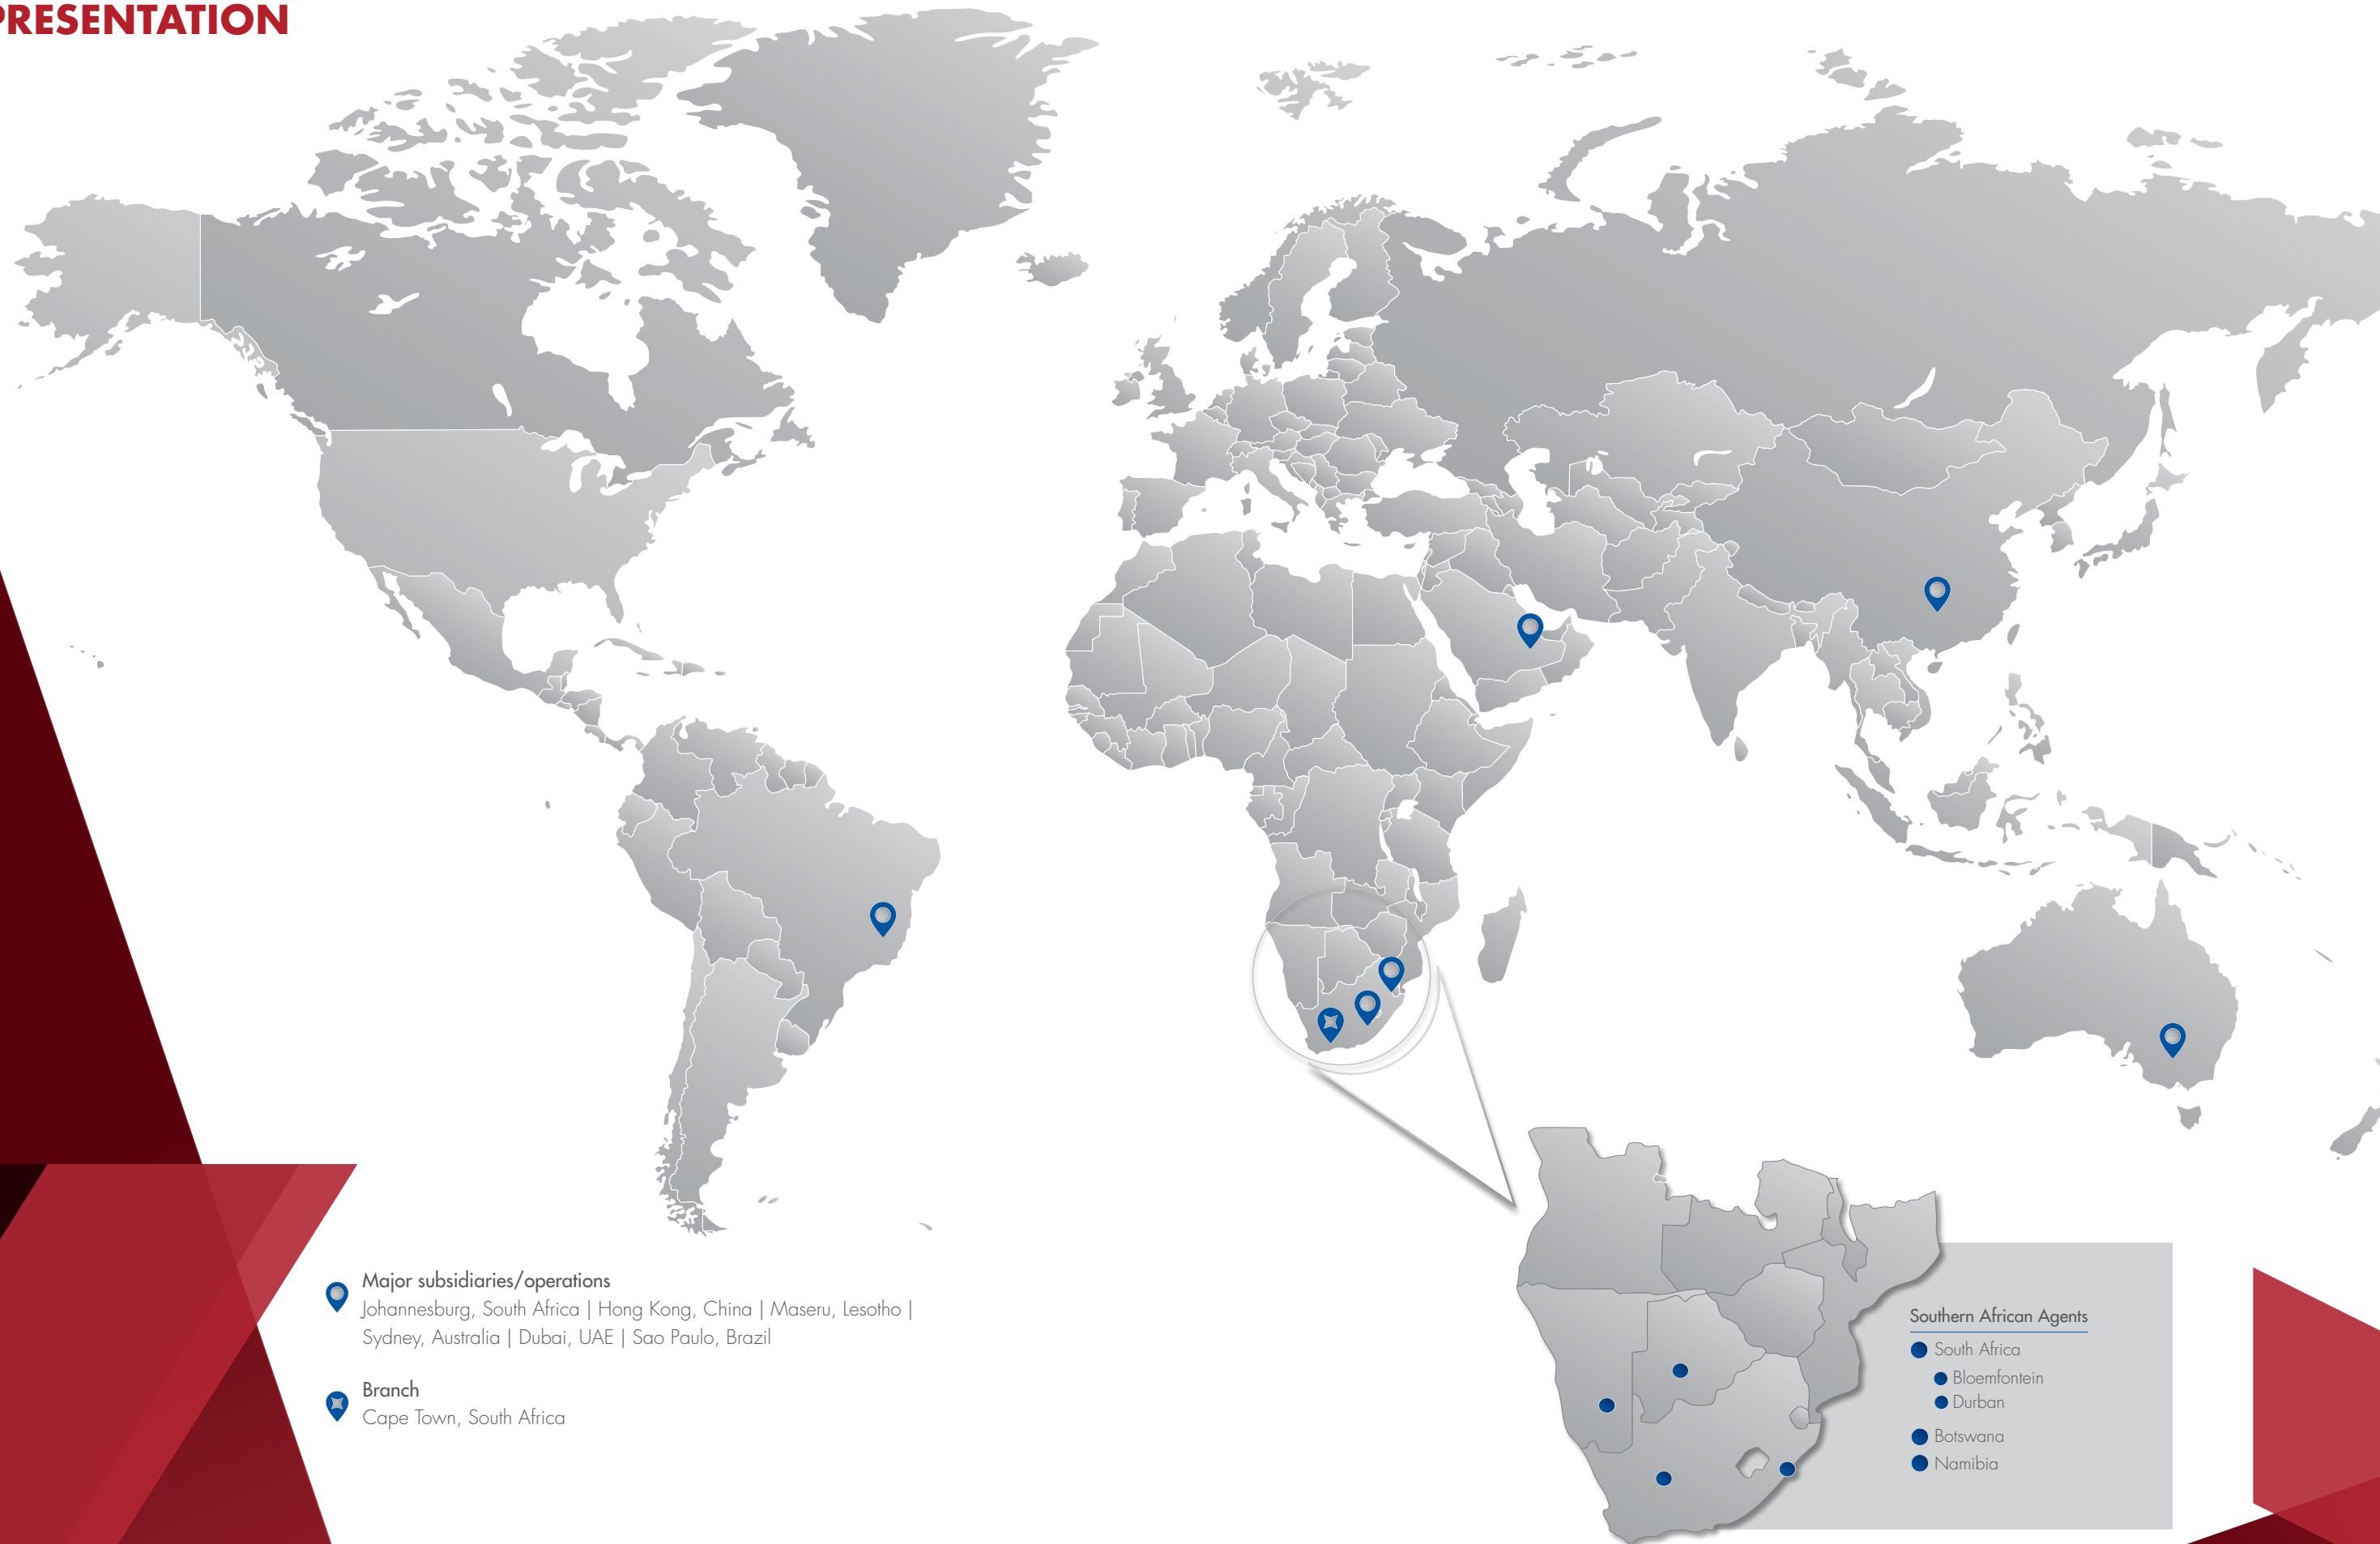 PRESENTATION
Major subsidiaries/operations
Johannesburg, South Africa | Hong Kong, China | Maseru, Lesotho |
Sydney, Australia | Dubai, UAE | Sao Paulo, Brazil
Branch
Cape Town, South Africa
Southern African Agents
South Africa
Bloemfontein
Durban
Botswana
Namibia